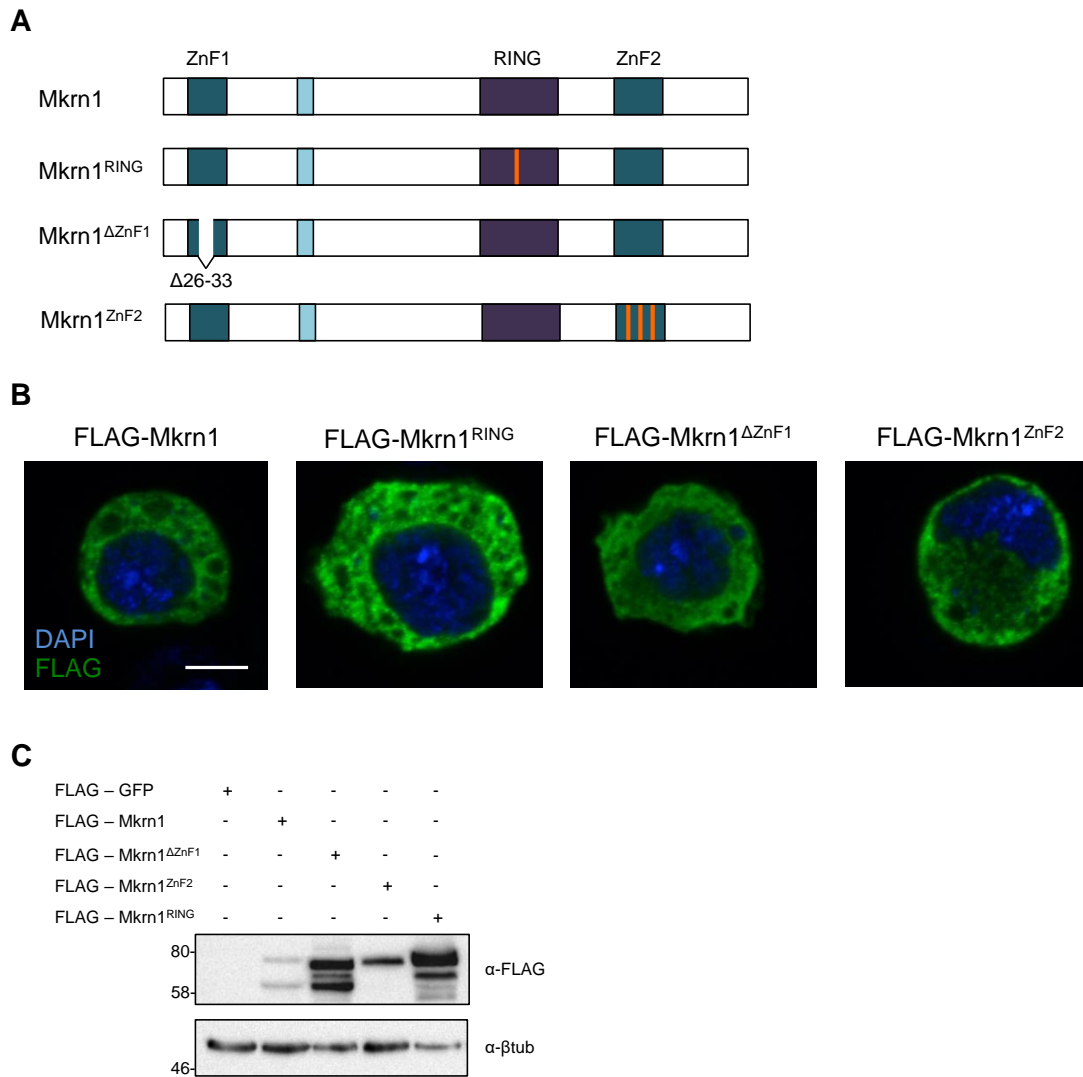 A
ZnF1 RING ZnF2
Mkrn1
Mkrn1RING
Mkrn1ΔZnF1
Δ26-33
Mkrn1ZnF2
B
FLAG-Mkrn1 FLAG-Mkrn1RING FLAG-Mkrn1ΔZnF1 FLAG-Mkrn1ZnF2
DAPI
FLAG
C
FLAG – GFP + - - - -
FLAG – Mkrn1 - + - - -
FLAG – Mkrn1ΔZnF1 - - + - -
FLAG – Mkrn1ZnF2 - - - + -
FLAG – Mkrn1RING - - - - +
80-
α-FLAG
58-
α-βtub
46-